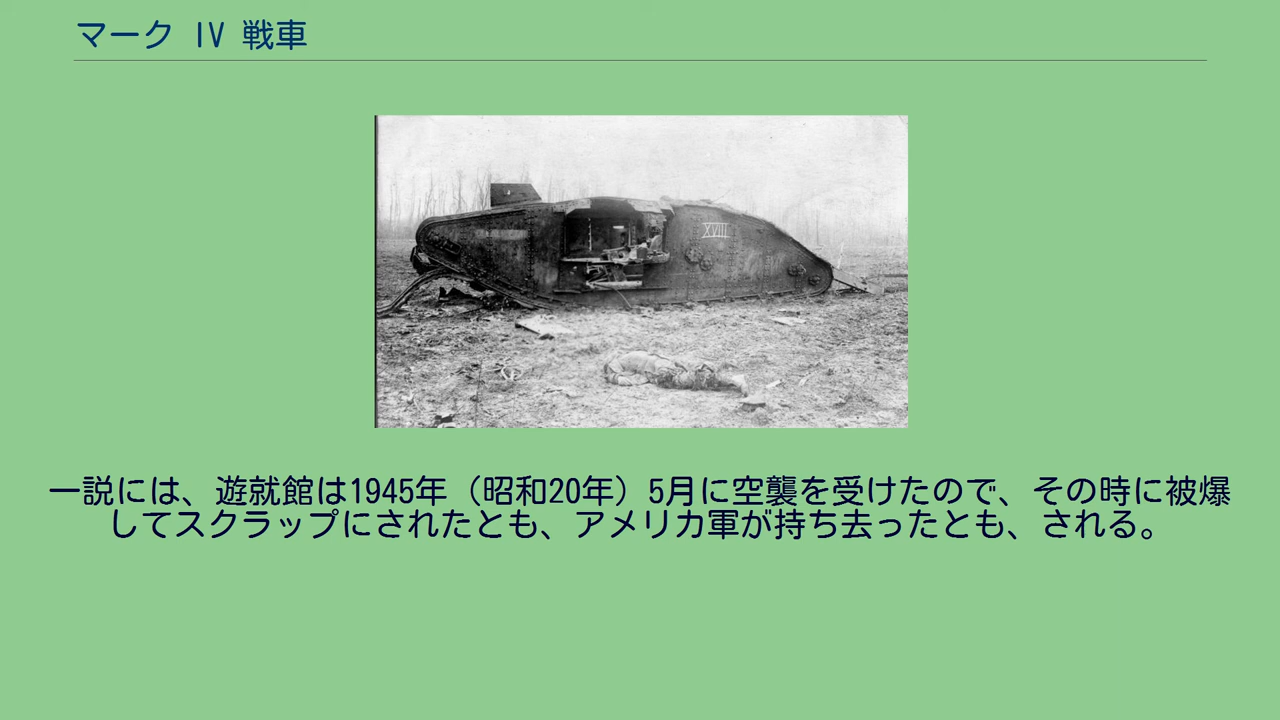 マーク IV 戦車
XVIII
一説には、遊就館は1945年（昭和20年）5月に空襲を受けたので、その時に被爆
してスクラップにされたとも、アメリカ軍が持ち去ったとも、される。